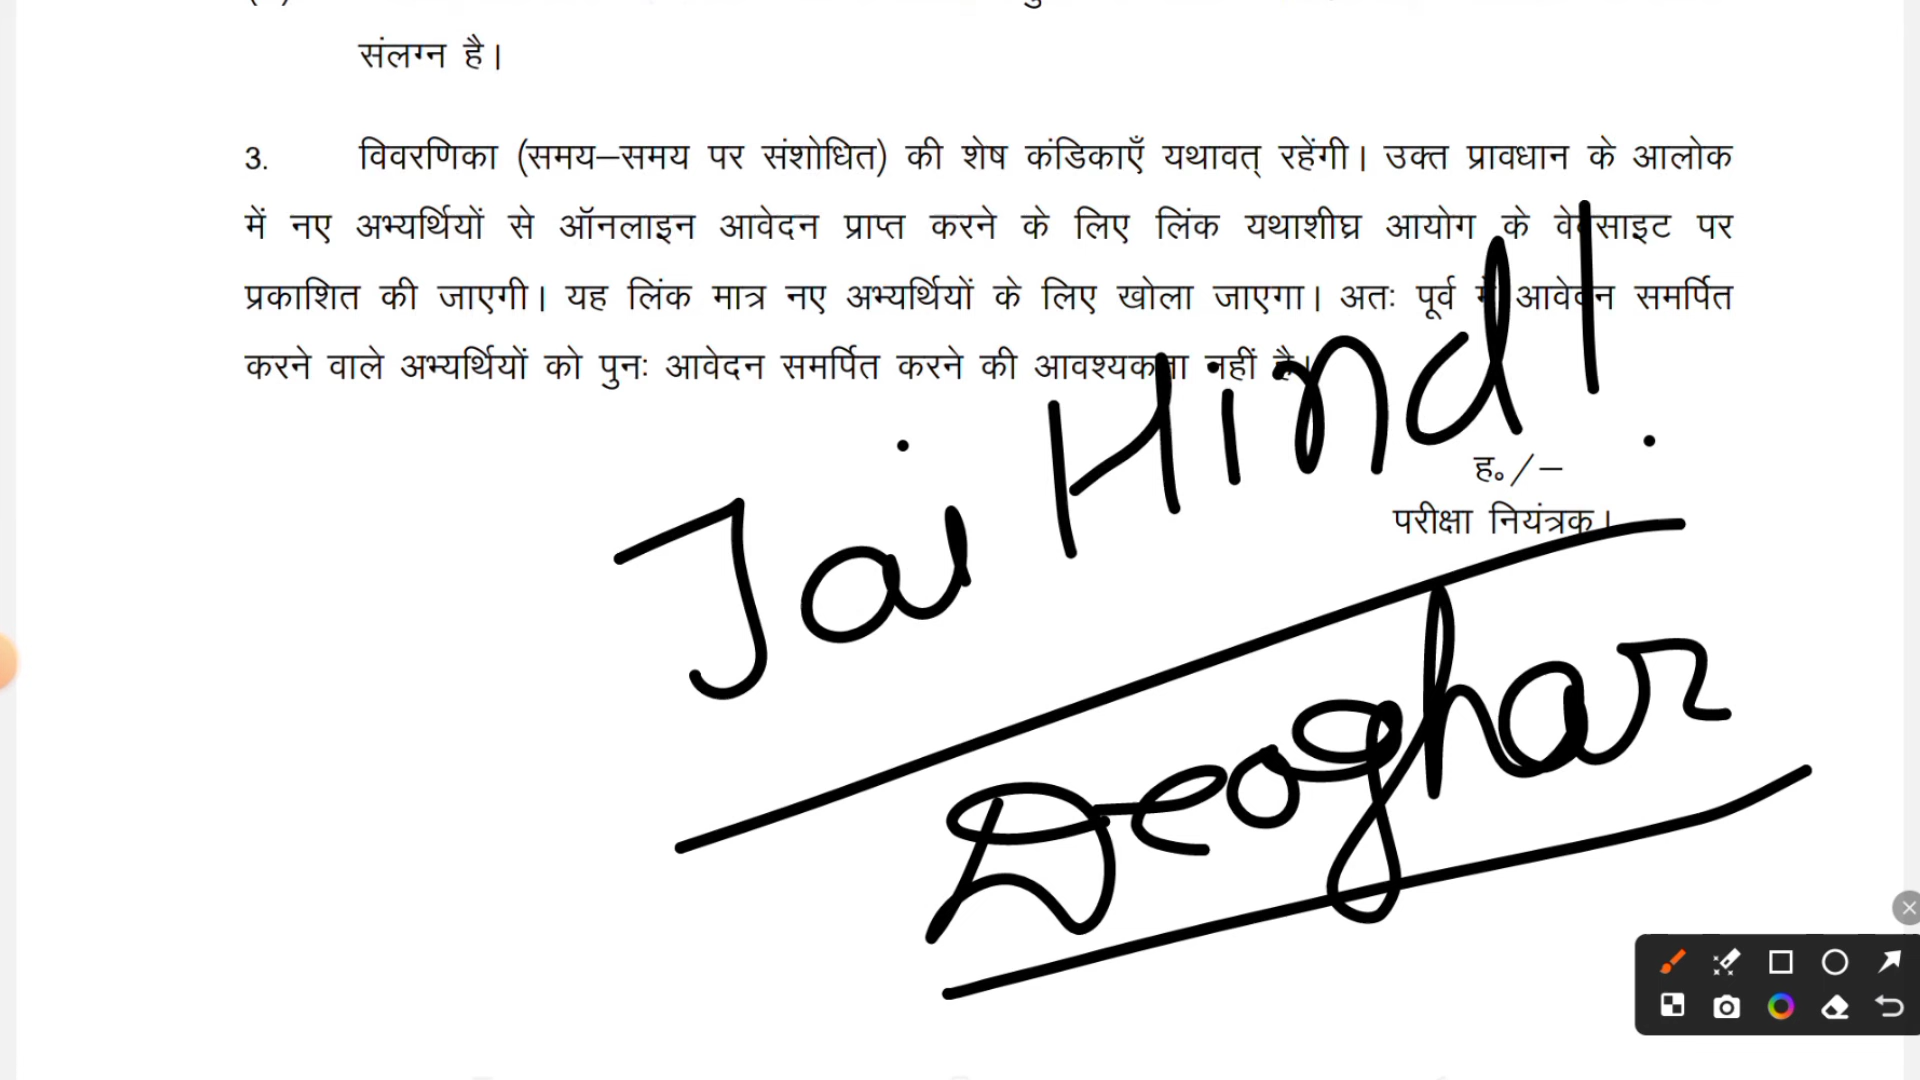 संलग्न है।
3. विवरणिका (समय–समय पर संशोधित) की शेष कंडिकाएँ यथावत् रहेंगी। उक्त प्रावधान के आलोक
में नए अभ्यर्थियों से ऑनलाइन आवेदन प्राप्त करने के लिए लिंक यथाशीघ्र आयोग के वेबसाइट पर
प्रकाशित की जाएगी। यह लिंक मात्र नए अभ्यर्थियों के लिए खोला जाएगा। अतः पूर्व में आवेदन समर्पित
करने वाले अभ्यर्थियों को पुनः आवेदन समर्पित करने की आवश्यकता नहीं है।
Jai Hind!
ह०/–
परीक्षा नियंत्रक।
Deoghar